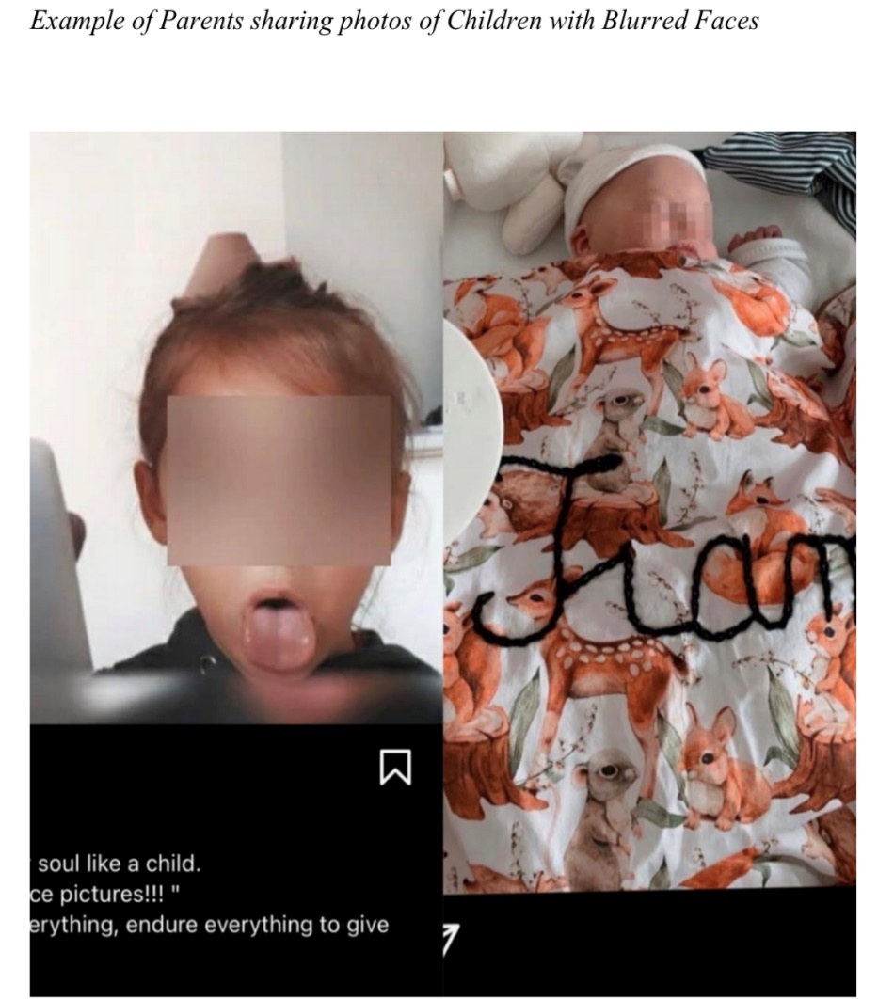 Example of Parents sharing photos of Children with Blurred Faces
soul like a child.
ce pictures!!! "
erything, endure everything to give